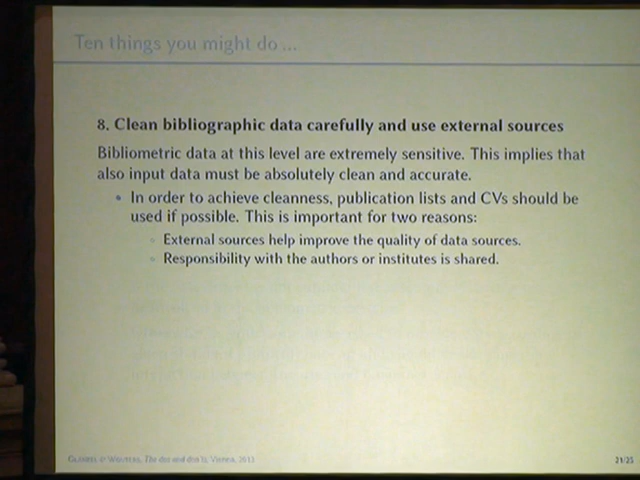 Ten things you might do ...
8. Clean bibliographic data carefully and use external sources
Bibliometric data at this level are extremely sensitive. This implies that
also input data must be absolutely clean and accurate.
• In order to achieve cleanness, publication lists and CVs should be
used if possible. This is important for two reasons:
◦ External sources help improve the quality of data sources.
◦ Responsibility with the authors or institutes is shared.
Glänzel & Wouters, The dos and don'ts, Vienna, 2013
21/25